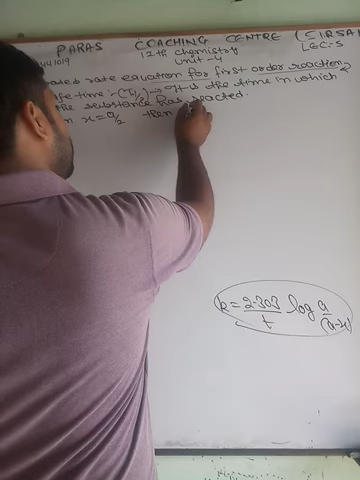 PARAS COACHING CENTRE (SIRSA)
441019 12th chemistry LEC:5
unit-4
rate equation for first order reaction
time :- (t½) → It is the time in which
the substance has reacted.
x = a/2 then
k = 2.303/t log a/(a-x)